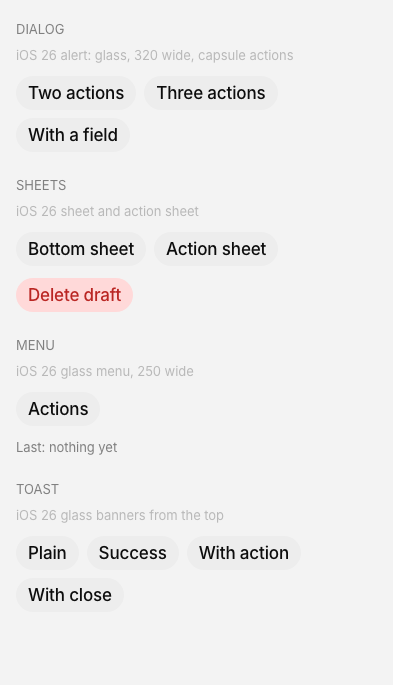 DIALOG
iOS 26 alert: glass, 320 wide, capsule actions
Two actions Three actions
With a field
SHEETS
iOS 26 sheet and action sheet
Bottom sheet Action sheet
Delete draft
MENU
iOS 26 glass menu, 250 wide
Actions
Last: nothing yet
TOAST
iOS 26 glass banners from the top
Plain Success With action
With close